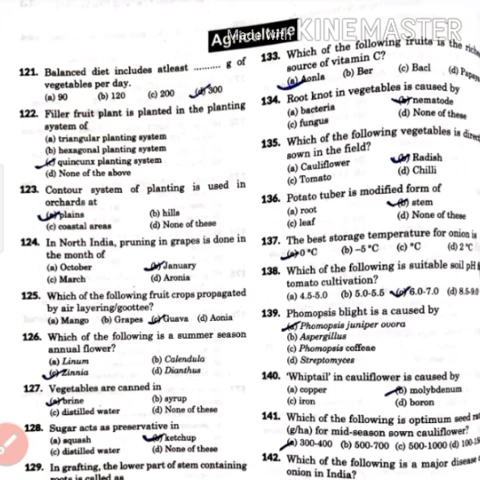 Agriculture
Made with KINEMASTER
121. Balanced diet includes atleast .......... g of
vegetables per day.
(a) 90 (b) 120 (c) 200 (d) 300
122. Filler fruit plant is planted in the planting
system of
(a) triangular planting system
(b) hexagonal planting system
(c) quincunx planting system
(d) None of the above
123. Contour system of planting is used in
orchards at
(a) plains (b) hills
(c) coastal areas (d) None of these
124. In North India, pruning in grapes is done in
the month of
(a) October (b) January
(c) March (d) Aronia
125. Which of the following fruit crops propagated
by air layering/goottee?
(a) Mango (b) Grapes (c) Guava (d) Aonia
126. Which of the following is a summer season
annual flower?
(a) Linum (b) Calendula
(c) Zinnia (d) Dianthus
127. Vegetables are canned in
(a) brine (b) syrup
(c) distilled water (d) None of these
128. Sugar acts as preservative in
(a) squash (b) ketchup
(c) distilled water (d) None of these
129. In grafting, the lower part of stem containing
roots is called as
133. Which of the following fruits is the
source of vitamin C?
(a) Aonla (b) Ber (c) Bael (d)
134. Root knot in vegetables is caused by
(a) bacteria (b) nematode
(c) fungus (d) None of these
135. Which of the following vegetables is
sown in the field?
(a) Cauliflower (b) Radish
(c) Tomato (d) Chilli
136. Potato tuber is modified form of
(a) root (b) stem
(c) leaf (d) None of these
137. The best storage temperature for onion is
(a) 0 °C (b) –5 °C (c) °C (d) 2 °C
138. Which of the following is suitable soil pH
tomato cultivation?
(a) 4.5-5.0 (b) 5.0-5.5 (c) 6.0-7.0 (d)
139. Phomopsis blight is a caused by
(a) Phomopsis juniper ovora
(b) Aspergillus
(c) Phomopsis coffeae
(d) Streptomyces
140. 'Whiptail' in cauliflower is caused by
(a) copper (b) molybdenum
(c) iron (d) boron
141. Which of the following is optimum seed
(g/ha) for mid-season sown cauliflower?
(a) 300-400 (b) 500-700 (c) 500-1000 (d)
142. Which of the following is a major disease
onion in India?